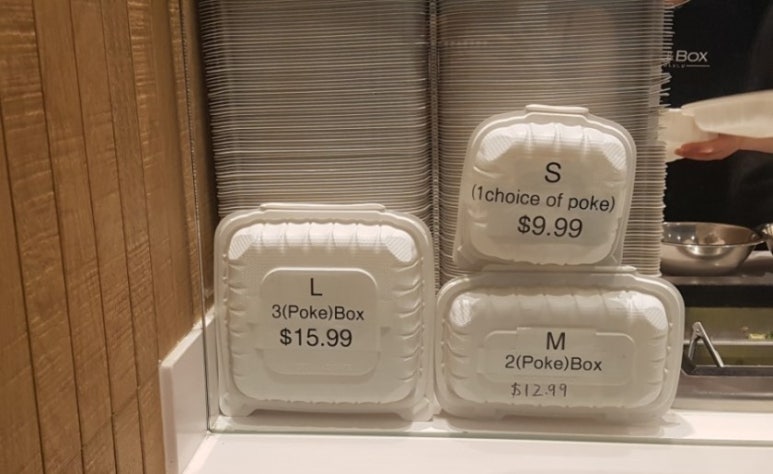 Box
S
(1choice of poke)
$9.99
L
3(Poke)Box
$15.99
M
2(Poke)Box
$12.99